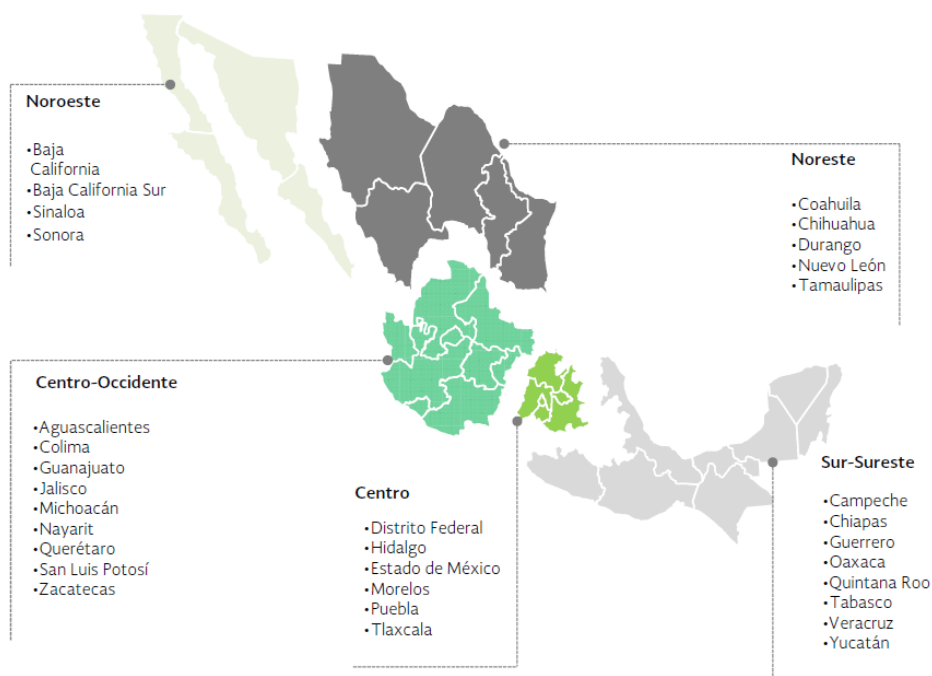 Noroeste
•Baja
California
•Baja California Sur
•Sinaloa
•Sonora
Noreste
•Coahuila
•Chihuahua
•Durango
•Nuevo León
•Tamaulipas
Centro-Occidente
•Aguascalientes
•Colima
•Guanajuato
•Jalisco
•Michoacán
•Nayarit
•Querétaro
•San Luis Potosí
•Zacatecas
Centro
•Distrito Federal
•Hidalgo
•Estado de México
•Morelos
•Puebla
•Tlaxcala
Sur-Sureste
•Campeche
•Chiapas
•Guerrero
•Oaxaca
•Quintana Roo
•Tabasco
•Veracruz
•Yucatán